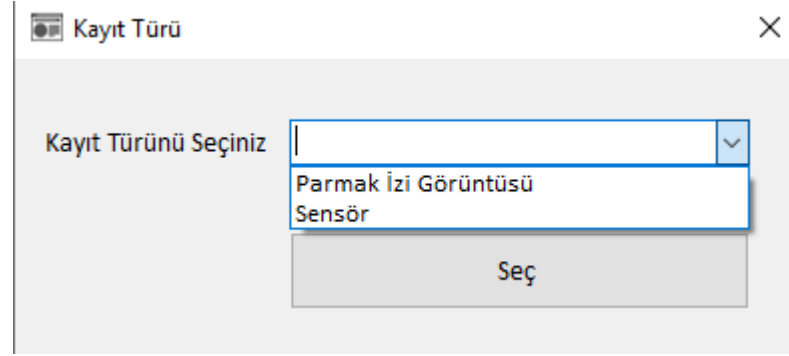 Kayıt Türü
Kayıt Türünü Seçiniz
Parmak İzi Görüntüsü
Sensör
Seç